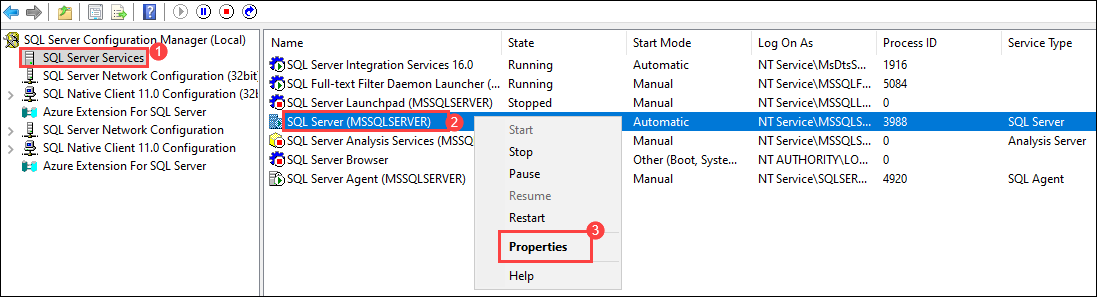 SQL Server Configuration Manager (Local)
SQL Server Services
1
SQL Server Network Configuration (32bit)
SQL Native Client 11.0 Configuration (32b
Azure Extension For SQL Server
SQL Server Network Configuration
SQL Native Client 11.0 Configuration
Azure Extension For SQL Server
Name State Start Mode Log On As Process ID Service Type
SQL Server Integration Services 16.0 Running Automatic NT Service\MsDtsS... 1916
SQL Full-text Filter Daemon Launcher (... Running Manual NT Service\MSSQLF... 5084
SQL Server Launchpad (MSSQLSERVER) Stopped Manual NT Service\MSSQLL... 0
SQL Server (MSSQLSERVER) 2 Automatic NT Service\MSSQLS... 3988 SQL Server
SQL Server Analysis Services (MSSQ Manual NT Service\MSSQLS... 0 Analysis Server
SQL Server Browser Other (Boot, Syste... NT AUTHORITY\LO... 0
SQL Server Agent (MSSQLSERVER) Manual NT Service\SQLSER... 4920 SQL Agent
Start
Stop
Pause
Resume
Restart
3
Properties
Help